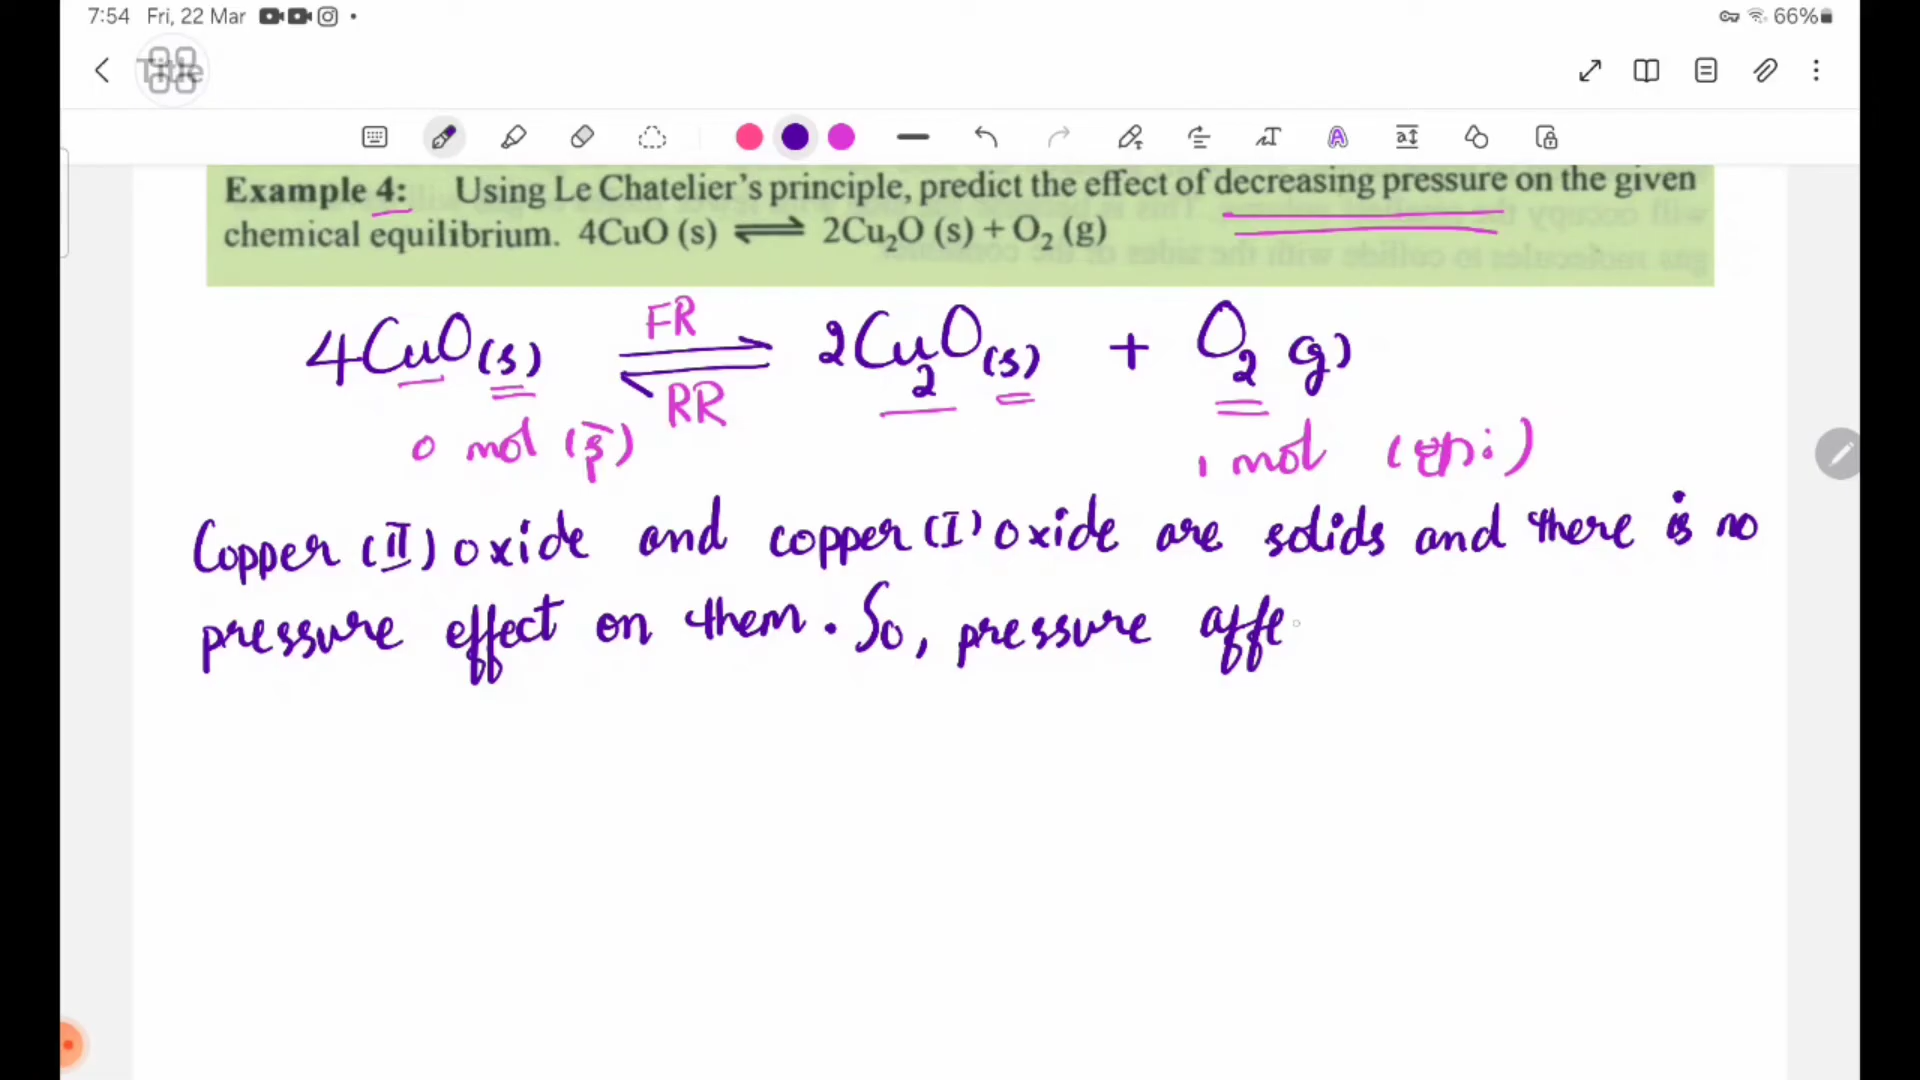 7:54 Fri, 22 Mar
66%
Title
Example 4: Using Le Chatelier's principle, predict the effect of decreasing pressure on the given
chemical equilibrium. 4CuO (s) ⇌ 2Cu₂O (s) + O₂ (g)
FR
4CuO(s) ⇌ 2Cu₂O(s) + O₂ g)
RR
0 mol
1 mol
Copper (II) oxide and copper (I) oxide are solids and there is no
pressure effect on them. So, pressure affe